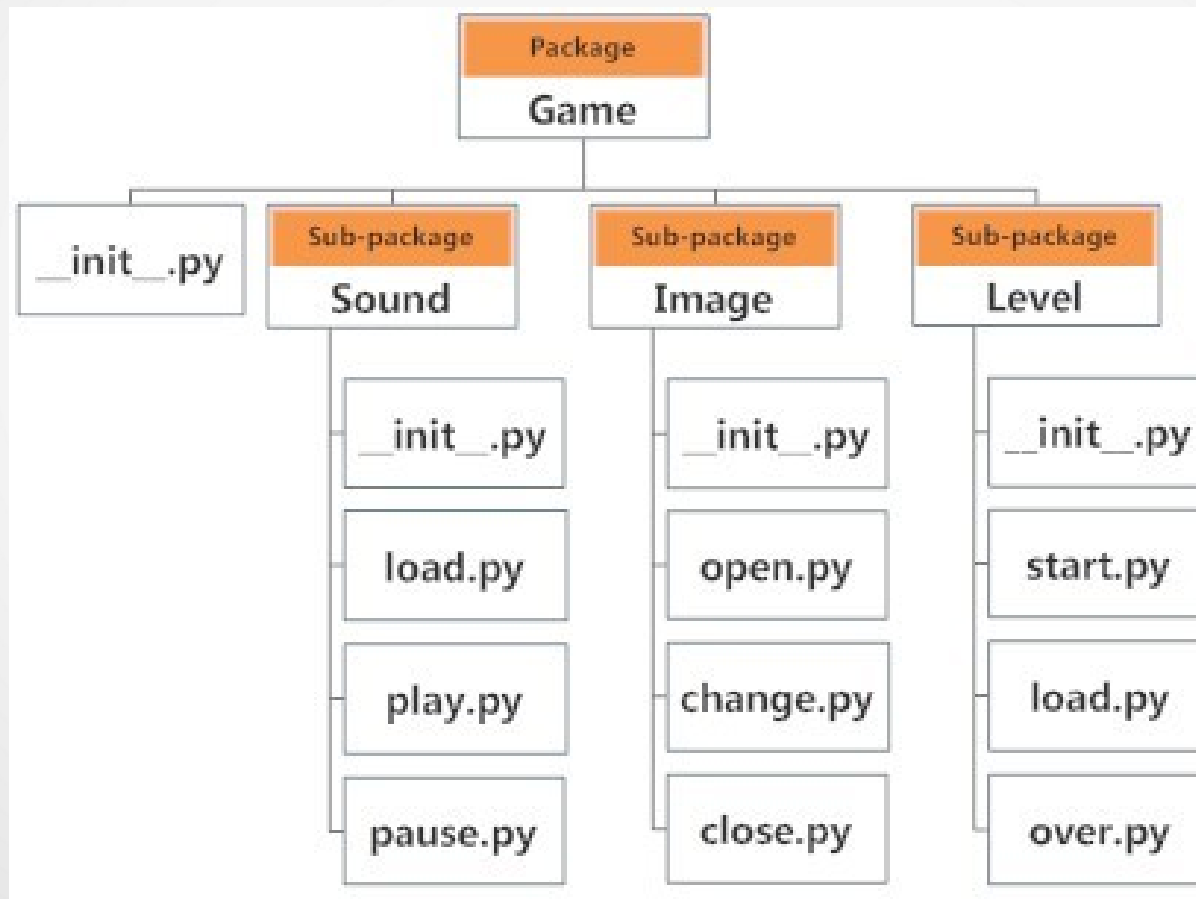 Package
Game
__init__.py
Sub-package
Sound
Sub-package
Image
Sub-package
Level
__init__.py
load.py
play.py
pause.py
__init__.py
open.py
change.py
close.py
__init__.py
start.py
load.py
over.py